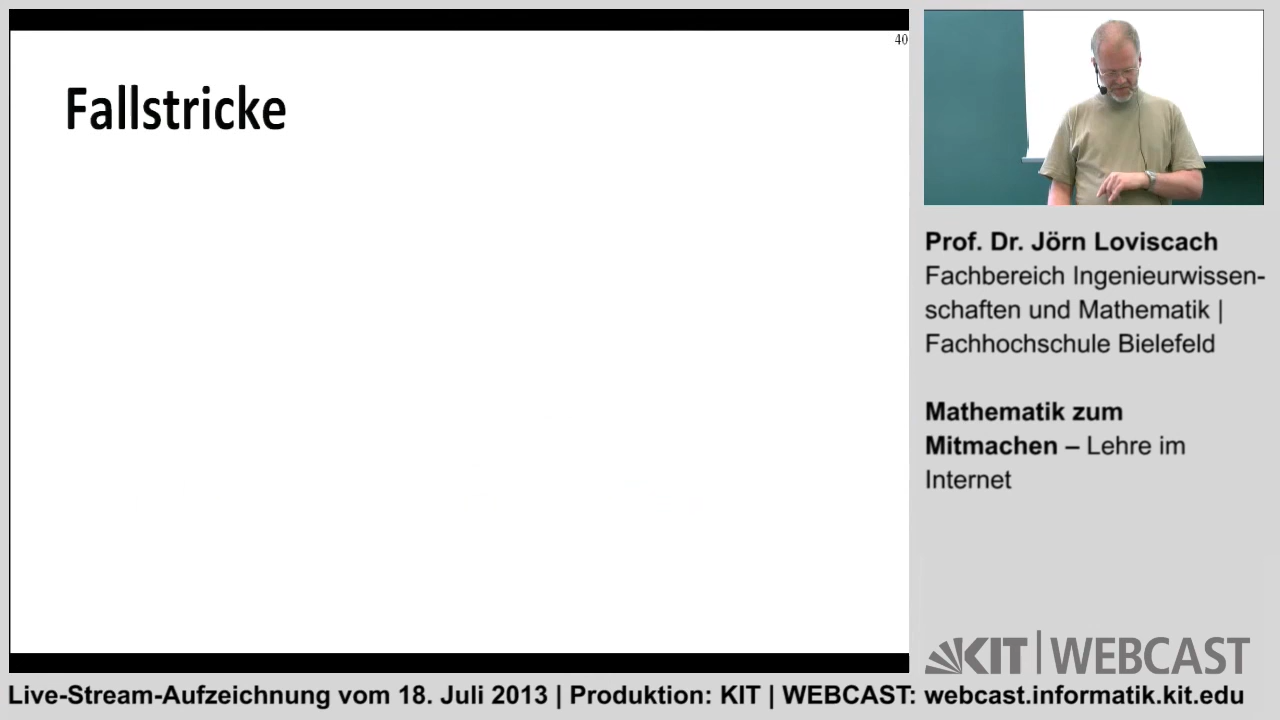 40
Fallstricke
Prof. Dr. Jörn Loviscach
Fachbereich Ingenieurwissen-
schaften und Mathematik |
Fachhochschule Bielefeld
Mathematik zum
Mitmachen – Lehre im
Internet
KIT | WEBCAST
Live-Stream-Aufzeichnung vom 18. Juli 2013 | Produktion: KIT | WEBCAST: webcast.informatik.kit.edu